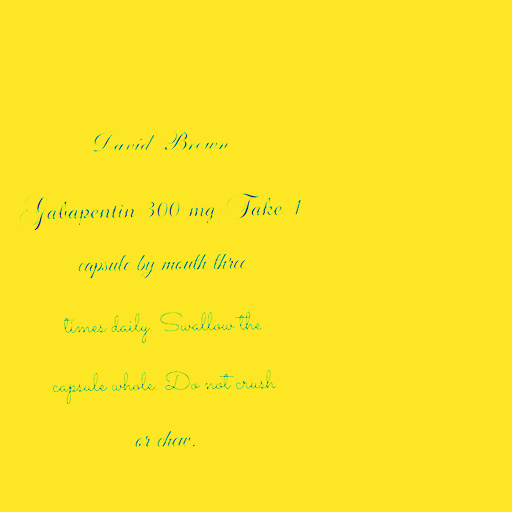 David Brown
Gabapentin 300 mg Take 1
capsule by mouth three
times daily. Swallow the
capsule whole. Do not crush
or chew.